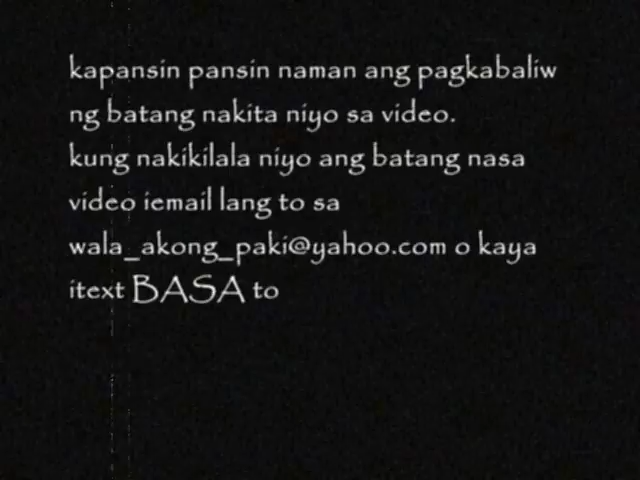 kapansin pansin naman ang pagkabaliw
ng batang nakita niyo sa video.
kung nakikilala niyo ang batang nasa
video iemail lang to sa
wala_akong_paki@yahoo.com o kaya
itext BASA to